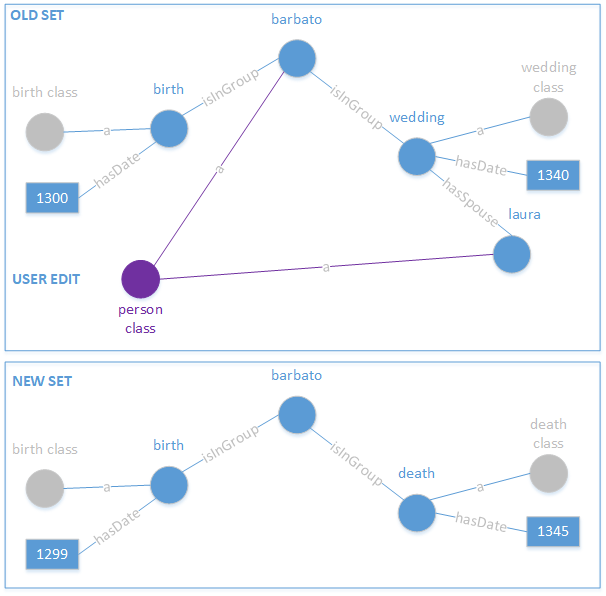 OLD SET
barbato
birth class
birth
isInGroup
isInGroup
wedding
class
wedding
a
a
hasDate
hasDate
1300
1340
a
hasSpouse
laura
USER EDIT
a
person
class
NEW SET
barbato
birth class
birth
isInGroup
isInGroup
death
class
death
a
a
hasDate
hasDate
1299
1345